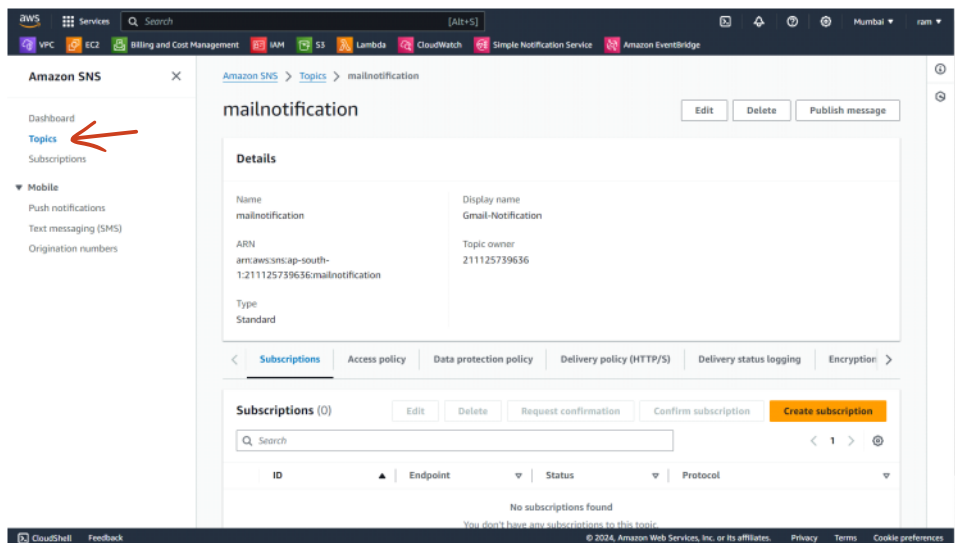 aws Services Search [Alt+S] Mumbai ram
VPC EC2 Billing and Cost Management IAM S3 Lambda CloudWatch Simple Notification Service Amazon EventBridge
Amazon SNS
Dashboard
Topics
Subscriptions
Mobile
Push notifications
Text messaging (SMS)
Origination numbers
Amazon SNS > Topics > mailnotification
mailnotification
Edit Delete Publish message
Details
Name
mailnotification
ARN
arn:aws:sns:ap-south-
1:211125739636:mailnotification
Type
Standard
Display name
Gmail-Notification
Topic owner
211125739636
Subscriptions Access policy Data protection policy Delivery policy (HTTP/S) Delivery status logging Encryption
Subscriptions (0) Edit Delete Request confirmation Confirm subscription Create subscription
Search 1
ID Endpoint Status Protocol
No subscriptions found
You don't have any subscriptions to this topic.
CloudShell Feedback © 2024, Amazon Web Services, Inc. or its affiliates. Privacy Terms Cookie preferences